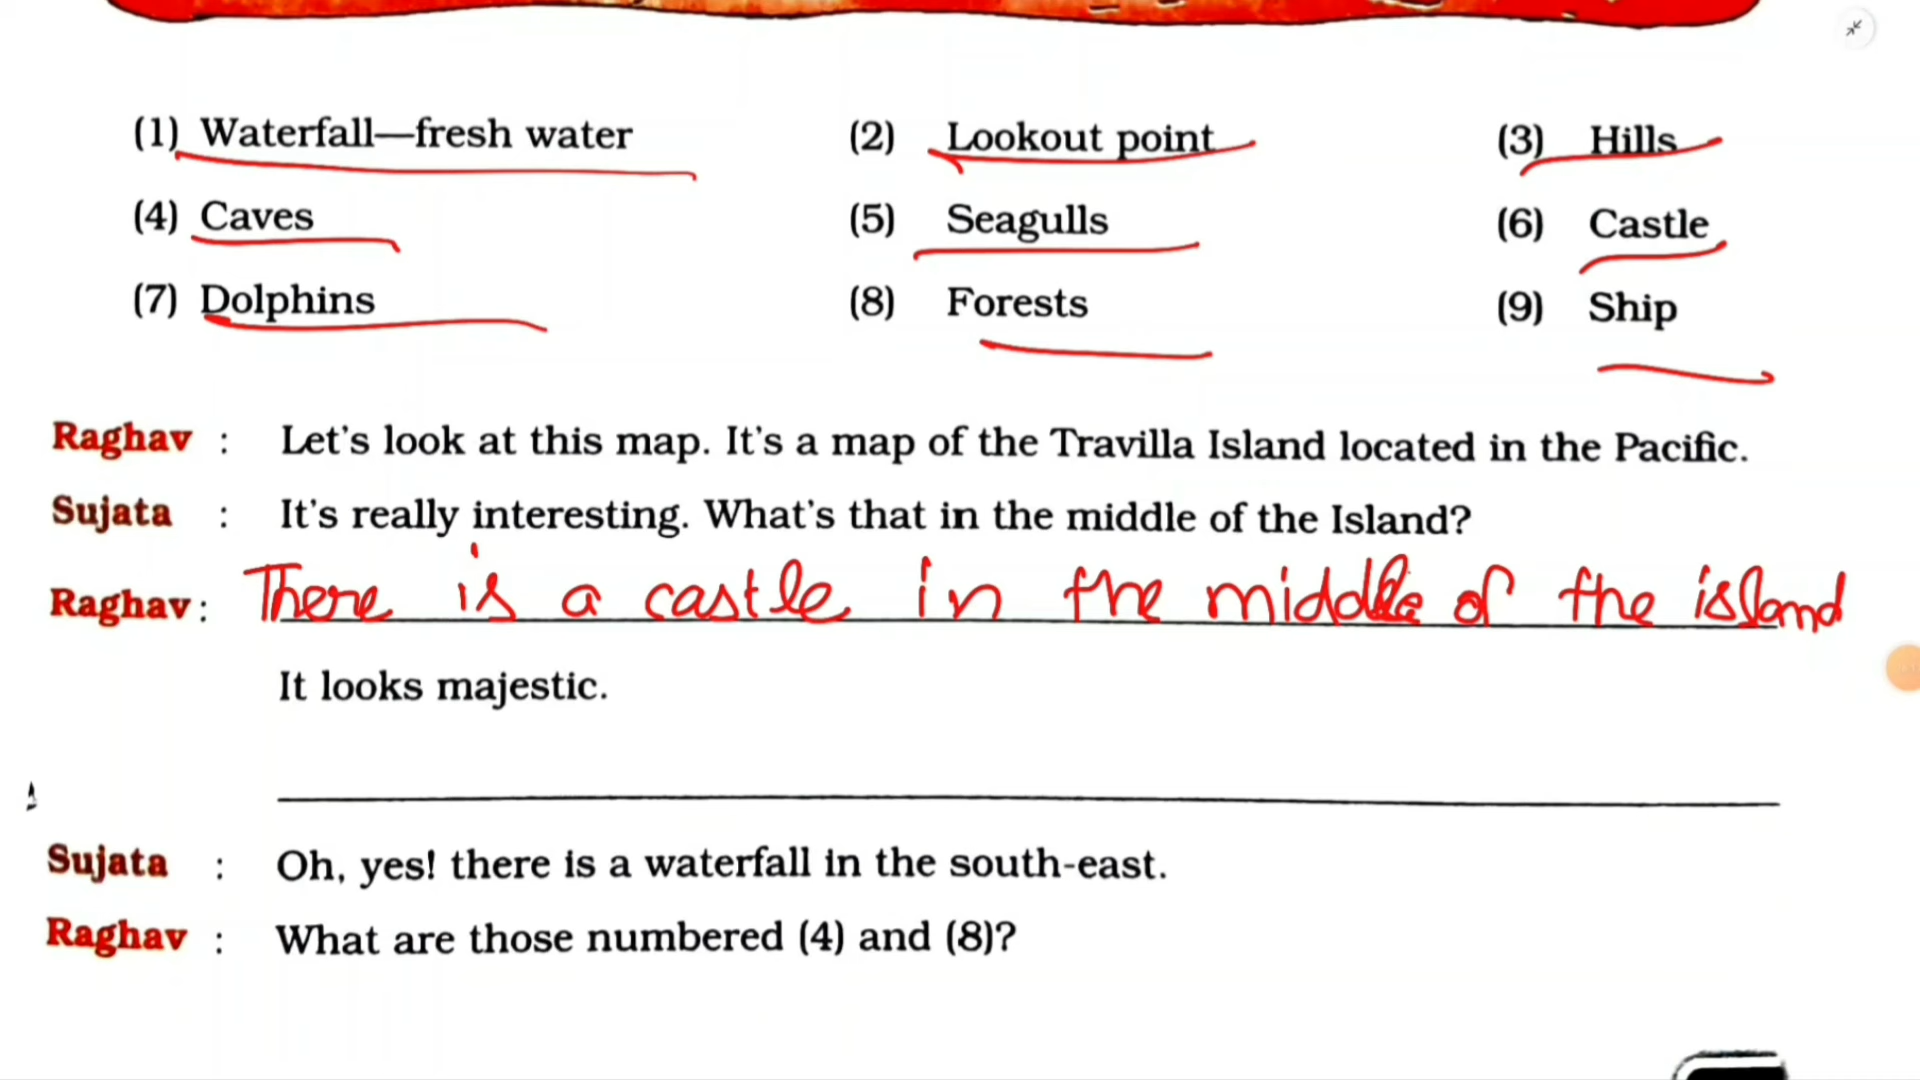 (1) Waterfall—fresh water (2) Lookout point (3) Hills
(4) Caves (5) Seagulls (6) Castle
(7) Dolphins (8) Forests (9) Ship
Raghav : Let's look at this map. It's a map of the Travilla Island located in the Pacific.
Sujata : It's really interesting. What's that in the middle of the Island?
Raghav : There is a castle in the middle of the island
It looks majestic.
Sujata : Oh, yes! there is a waterfall in the south-east.
Raghav : What are those numbered (4) and (8)?